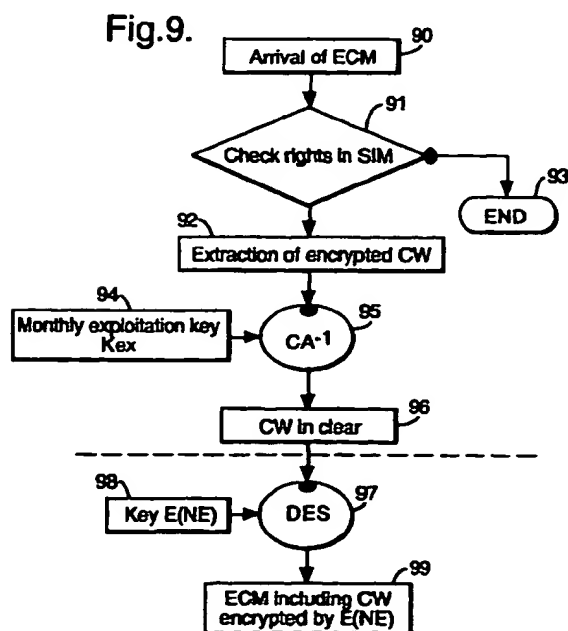 Fig.9.
90
Arrival of ECM
91
Check rights in SIM
93
END
92
Extraction of encrypted CW
94
Monthly exploitation key
Kex
95
CA-1
96
CW in clear
98
Key E(NE)
97
DES
99
ECM including CW
encrypted by E(NE)